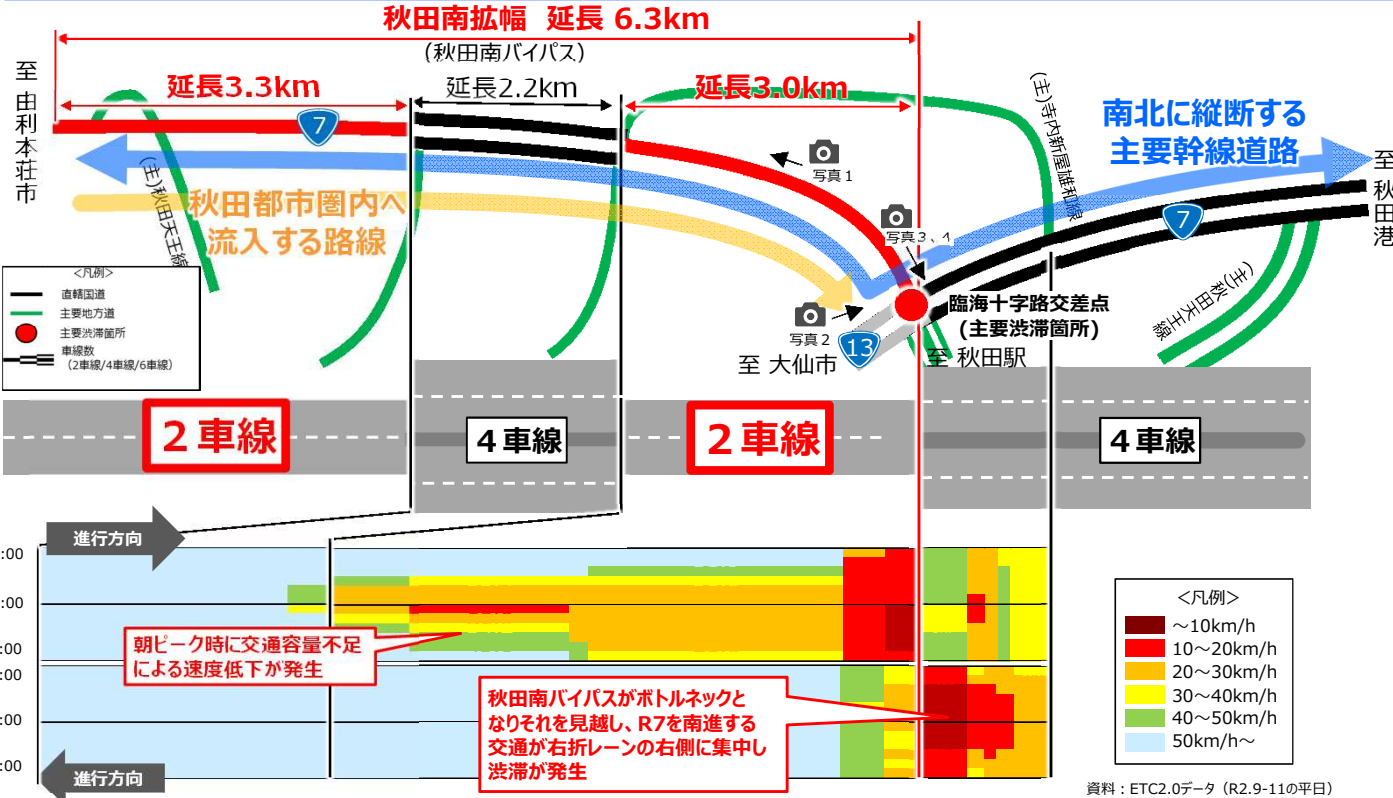 秋田南拡幅 延長 6.3km
(秋田南バイパス)
延長3.3km
延長2.2km
延長3.0km
至 由利本荘市
7
(主)秋田天王線
秋田都市圏内へ
流入する路線
写真1
写真3、4
写真2
(主)寺内新屋雄和線
南北に縦断する
主要幹線道路
至 秋田港
7
(主)秋田天王線
臨海十字路交差点
(主要渋滞箇所)
13
至 大仙市
至 秋田駅
<凡例>
直轄国道
主要地方道
主要渋滞箇所
車線数
(2車線/4車線/6車線)
2車線
4車線
2車線
4車線
進行方向
:00
:00
:00
:00
:00
:00
朝ピーク時に交通容量不足
による速度低下が発生
秋田南バイパスがボトルネックと
なりそれを見越し、R7を南進する
交通が右折レーンの右側に集中し
渋滞が発生
進行方向
<凡例>
～10km/h
10～20km/h
20～30km/h
30～40km/h
40～50km/h
50km/h～
資料：ETC2.0データ（R2.9-11の平日）